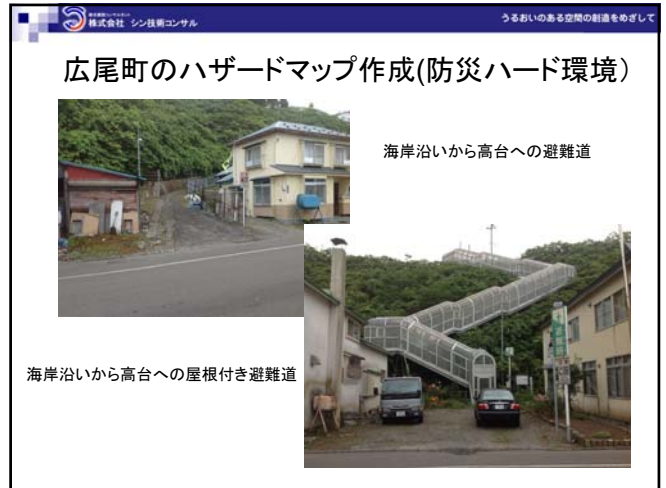 株式会社 シン技術コンサル
うるおいのある空間の創造をめざして
広尾町のハザードマップ作成(防災ハード環境）
海岸沿いから高台への避難道
海岸沿いから高台への屋根付き避難道